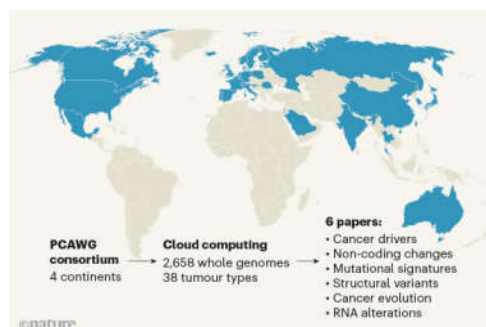 PCAWG
consortium
4 continents
Cloud computing
2,658 whole genomes
38 tumour types
6 papers:
• Cancer drivers
• Non-coding changes
• Mutational signatures
• Structural variants
• Cancer evolution
• RNA alterations
©nature